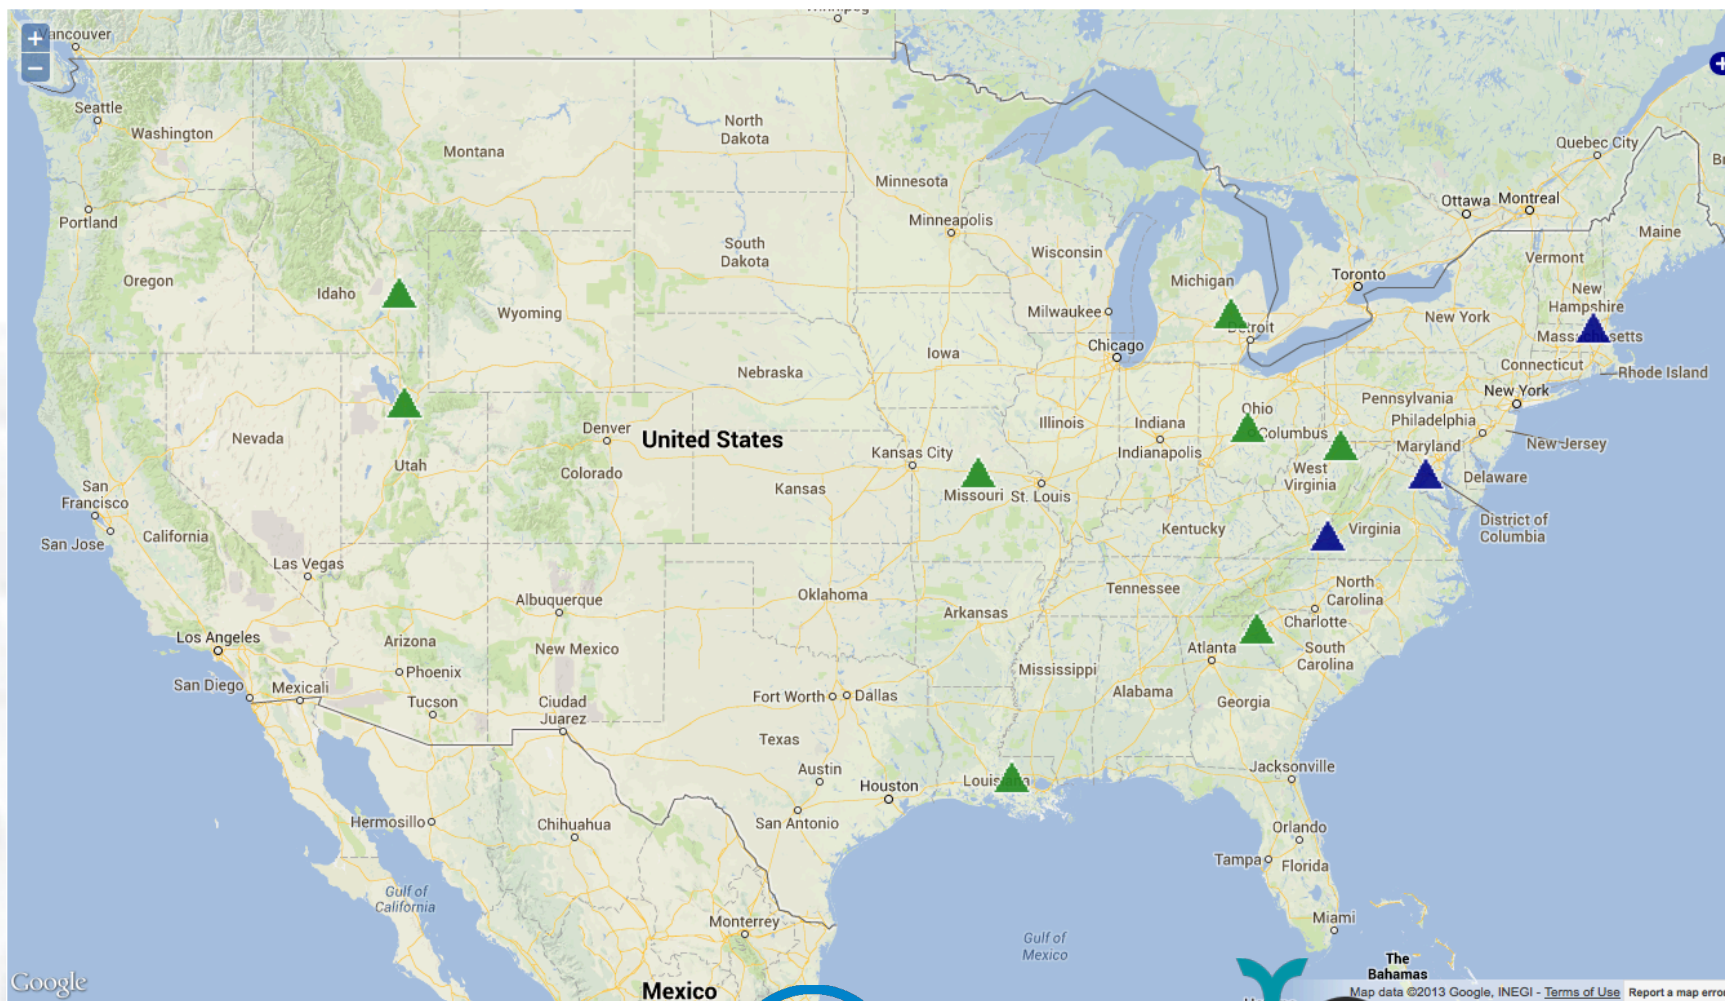 Vancouver
Seattle
Washington
Portland
Oregon
Idaho
Montana
North
Dakota
South
Dakota
Wyoming
Minnesota
Minneapolis
Wisconsin
Milwaukee
Chicago
Michigan
Detroit
Toronto
Ottawa
Montreal
Quebec City
Maine
Vermont
New
Hampshire
New York
Connecticut
Rhode Island
New York
Pennsylvania
Philadelphia
New Jersey
Maryland
Delaware
District of
Columbia
Iowa
Nebraska
Illinois
Indiana
Indianapolis
Ohio
Columbus
West
Virginia
Virginia
Kentucky
Nevada
Utah
Denver
Colorado
United States
Kansas City
Kansas
Missouri
St. Louis
San
Francisco
San Jose
California
Las Vegas
Los Angeles
San Diego
Mexicali
Arizona
Phoenix
Tucson
Albuquerque
New Mexico
Ciudad
Juarez
Oklahoma
Arkansas
Tennessee
North
Carolina
Charlotte
South
Carolina
Atlanta
Georgia
Alabama
Mississippi
Fort Worth
Dallas
Texas
Austin
Houston
San Antonio
Jacksonville
Orlando
Tampa
Florida
Miami
Hermosillo
Chihuahua
Gulf of
California
Monterrey
Gulf of
Mexico
Mexico
The
Bahamas
Google
Map data ©2013 Google, INEGI - Terms of Use
Report a map error